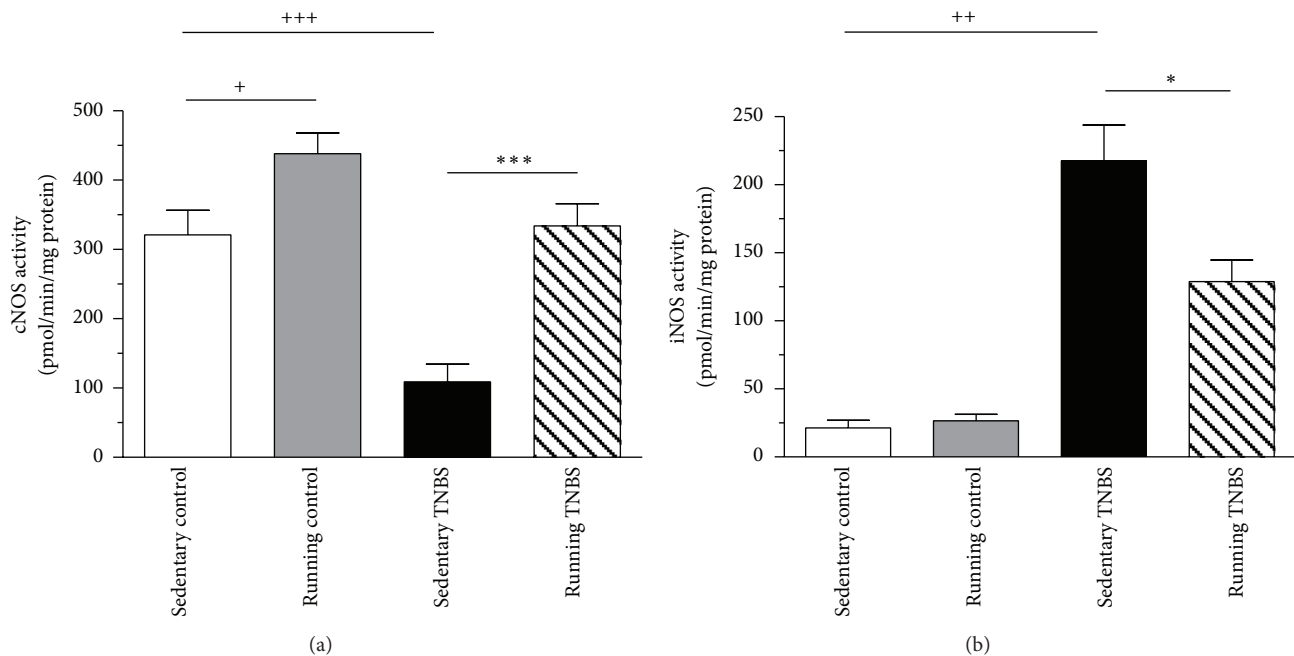 +++
+
***
500
400
300
200
100
0
cNOS activity
(pmol/min/mg protein)
Sedentary control
Running control
Sedentary TNBS
Running TNBS
(a)
++
*
250
200
150
100
50
0
iNOS activity
(pmol/min/mg protein)
Sedentary control
Running control
Sedentary TNBS
Running TNBS
(b)